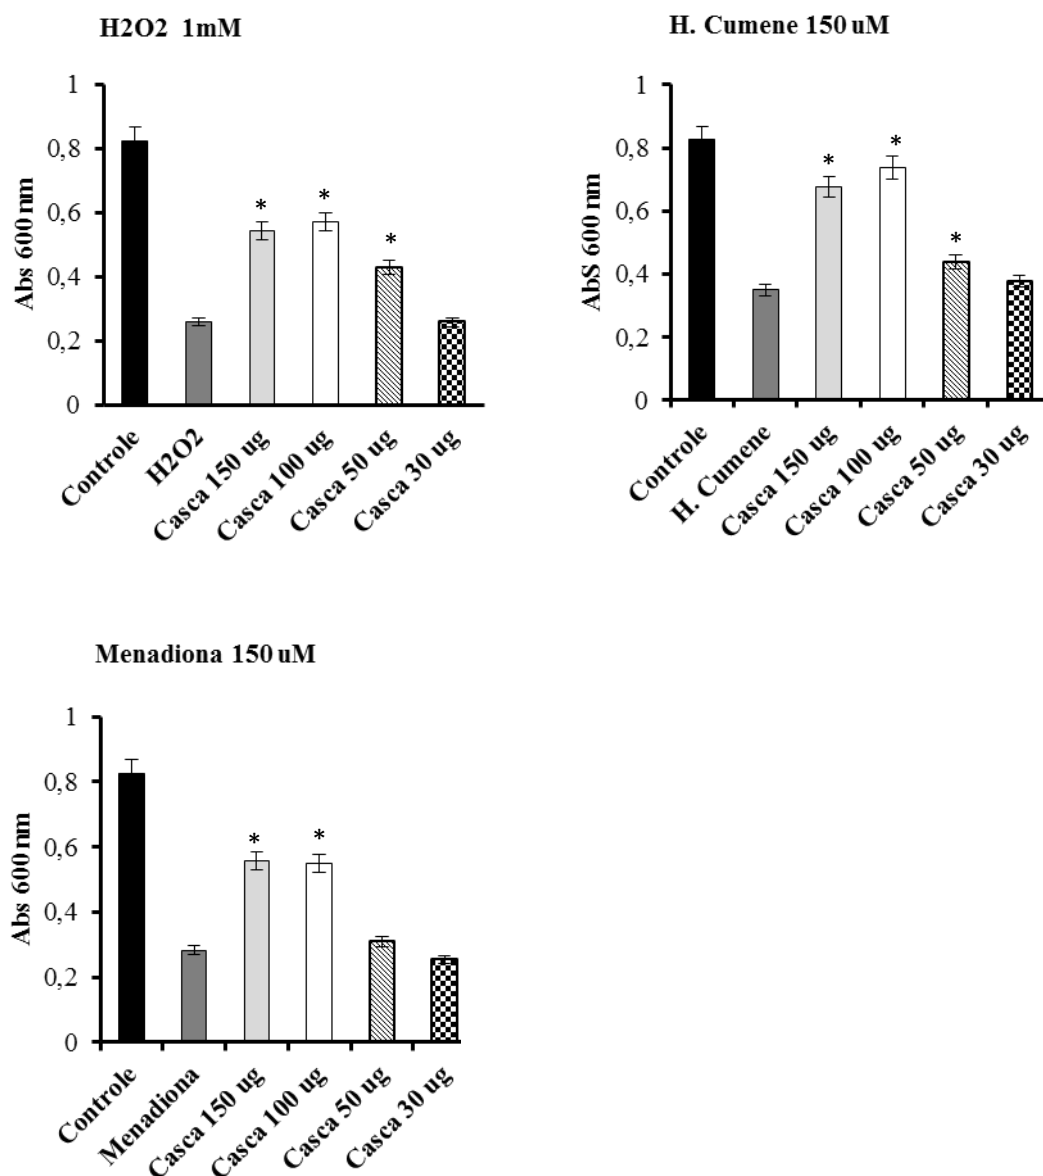 H2O2 1mM
Abs 600 nm
1
0,8
0,6
0,4
0,2
0
* * *
Controle
H2O2
Casca 150 ug
Casca 100 ug
Casca 50 ug
Casca 30 ug
H. Cumene 150 uM
AbS 600 nm
1
0,8
0,6
0,4
0,2
0
* * *
Controle
H. Cumene
Casca 150 ug
Casca 100 ug
Casca 50 ug
Casca 30 ug
Menadiona 150 uM
Abs 600 nm
1
0,8
0,6
0,4
0,2
0
* *
Controle
Menadiona
Casca 150 ug
Casca 100 ug
Casca 50 ug
Casca 30 ug